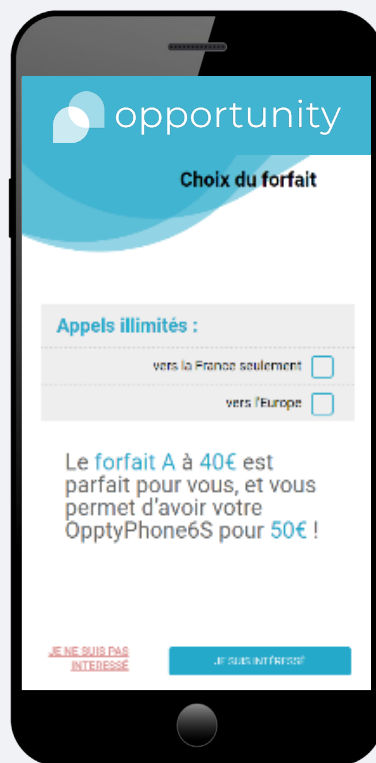 opportunity
Choix du forfait
Appels illimités :
vers la France seulement
vers l'Europe
Le forfait A à 40€ est
parfait pour vous, et vous
permet d'avoir votre
OpptyPhone6S pour 50€ !
JE NE SUIS PAS
INTERESSÉ
JE SUIS INTÉRESSÉ